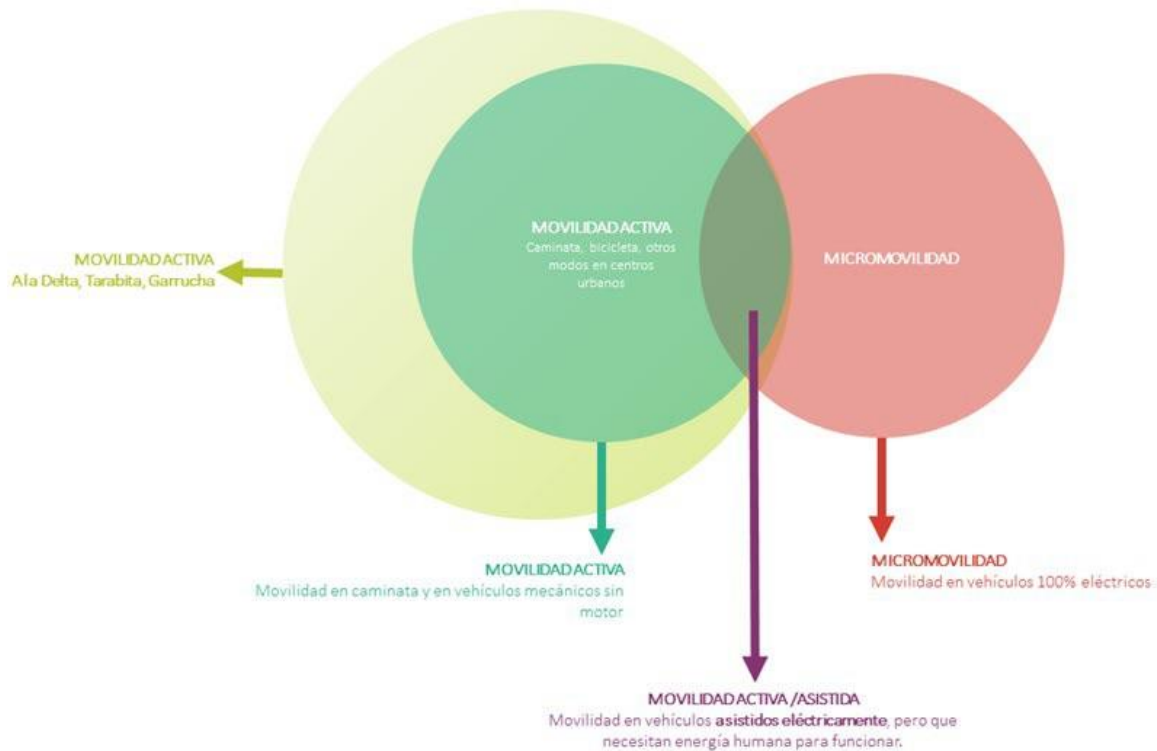 MOVILIDAD ACTIVA
Caminata, bicicleta, otros
modos en centros
urbanos
MICROMOVILIDAD
MOVILIDAD ACTIVA
Ala Delta, Tarabita, Garrucha
MOVILIDAD ACTIVA
Movilidad en caminata y en vehículos mecánicos sin
motor
MICROMOVILIDAD
Movilidad en vehículos 100% eléctricos
MOVILIDAD ACTIVA /ASISTIDA
Movilidad en vehículos asistidos eléctricamente, pero que
necesitan energía humana para funcionar.